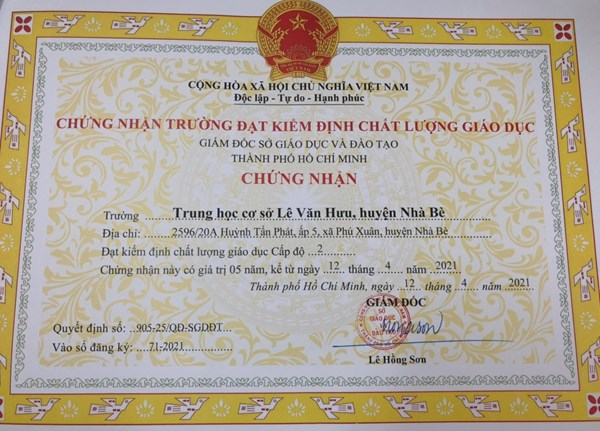 CỘNG HÒA XÃ HỘI CHỦ NGHĨA VIỆT NAM
Độc lập - Tự do - Hạnh phúc
CHỨNG NHẬN TRƯỜNG ĐẠT KIỂM ĐỊNH CHẤT LƯỢNG GIÁO DỤC
GIÁM ĐỐC SỞ GIÁO DỤC VÀ ĐÀO TẠO
THÀNH PHỐ HỒ CHÍ MINH
CHỨNG NHẬN
Trường Trung học cơ sở Lê Văn Hưu, huyện Nhà Bè
Địa chỉ: 2596/20A Huỳnh Tấn Phát, ấp 5, xã Phú Xuân, huyện Nhà Bè
Đạt kiểm định chất lượng giáo dục Cấp độ ...2...
Chứng nhận này có giá trị 05 năm, kể từ ngày ...12... tháng ...4... 2021
Thành phố Hồ Chí Minh, ngày ...12... tháng ...4... 2021
GIÁM ĐỐC
SỞ
GIÁO DỤC
VÀ
ĐÀO TẠO
Quyết định số: ..905-25/QĐ-SGDĐT...
Vào sổ đăng ký: ....71-2021....
Lê Hồng Sơn